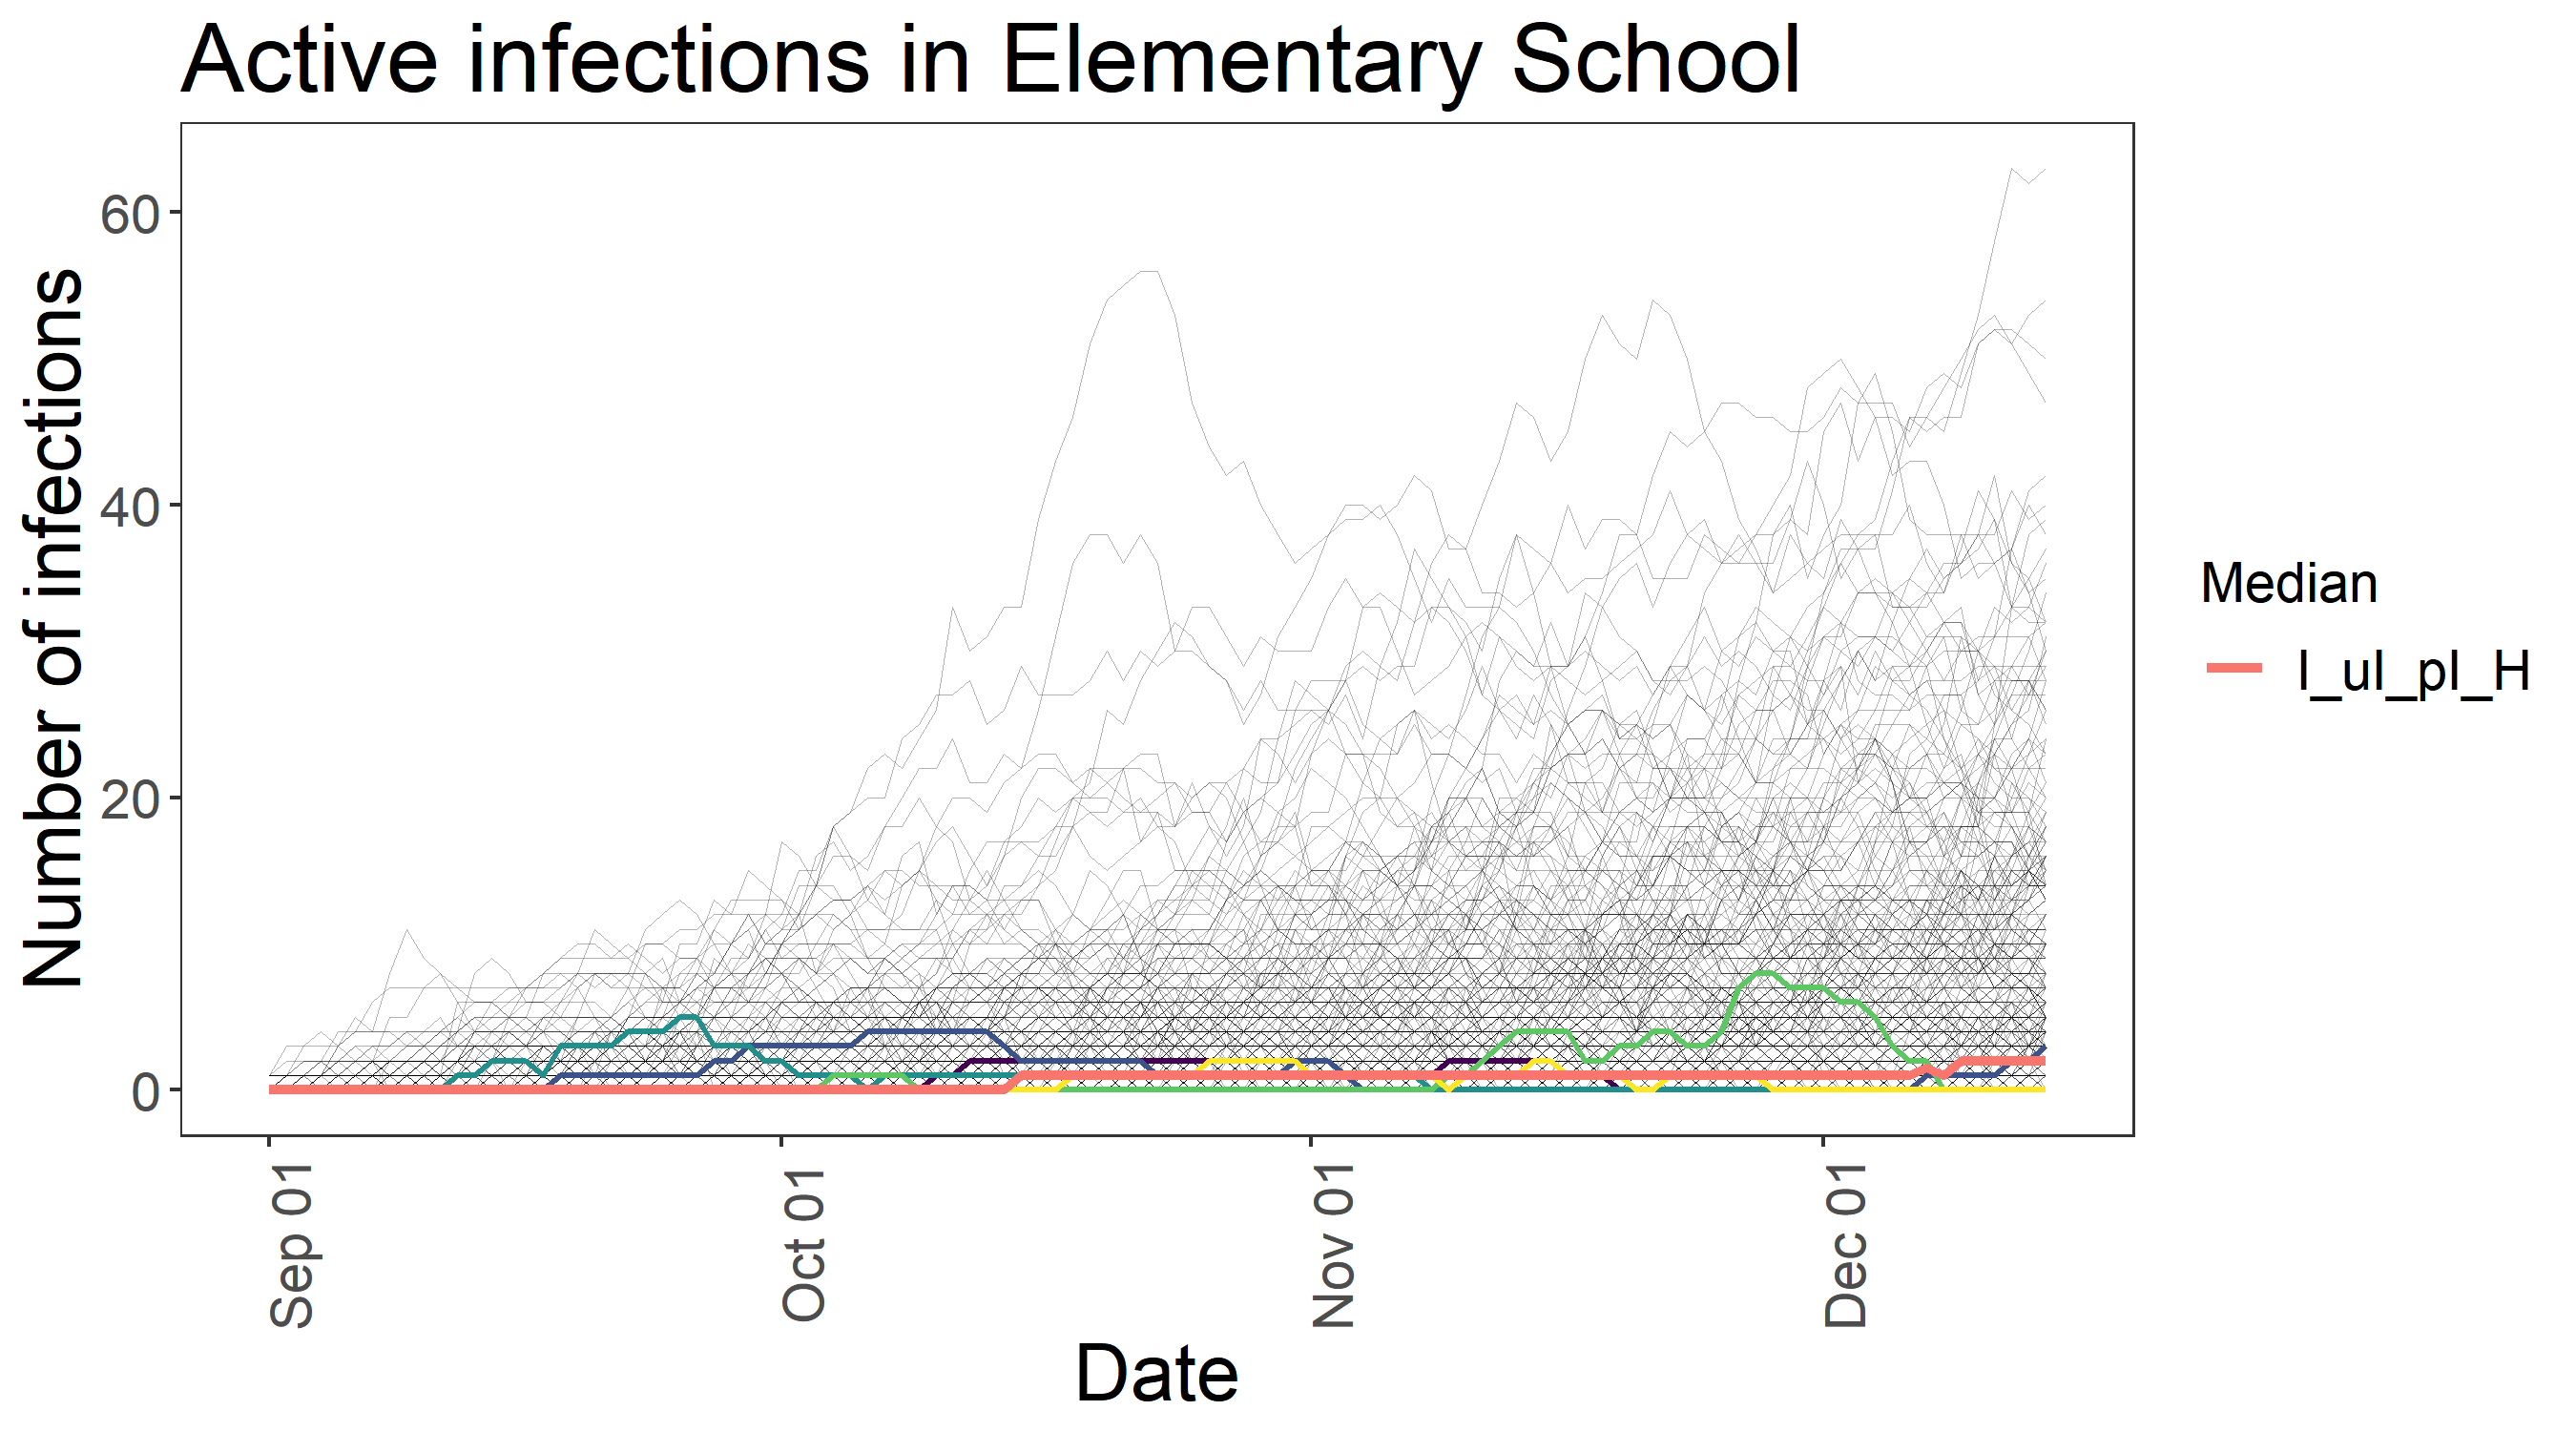 Active infections in Elementary School
Number of infections
60
40
20
0
Sep 01
Oct 01
Nov 01
Dec 01
Date
Median
I_uI_pI_H